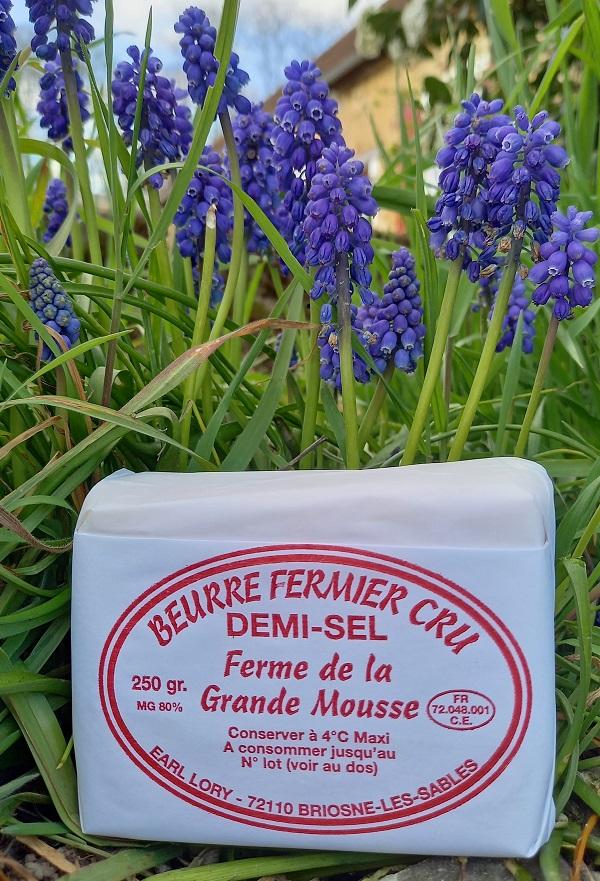 BEURRE FERMIER CRU
DEMI-SEL
Ferme de la
Grande Mousse
250 gr.
MG 80%
FR
72.048.001
C.E.
Conserver à 4°C Maxi
A consommer jusqu'au
N° lot (voir au dos)
EARL LORY - 72110 BRIOSNE-LES-SABLES